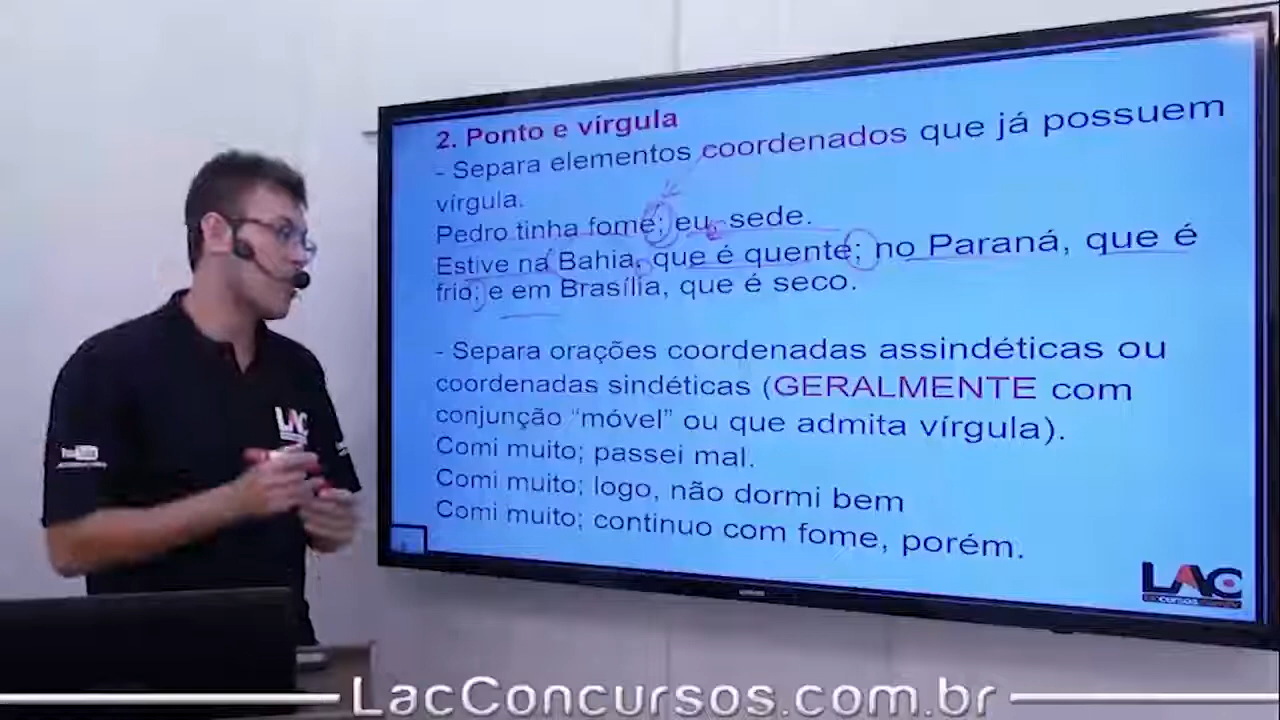 2. Ponto e vírgula
- Separa elementos coordenados que já possuem
vírgula.
Pedro tinha fome; eu, sede.
Estive na Bahia, que é quente; no Paraná, que é
frio; e em Brasília, que é seco.
- Separa orações coordenadas assindéticas ou
coordenadas sindéticas (GERALMENTE com
conjunção “móvel” ou que admita vírgula).
Comi muito; passei mal.
Comi muito; logo, não dormi bem
Comi muito; continuo com fome, porém.
LAC
LAC
YouTube
LacConcursos.com.br